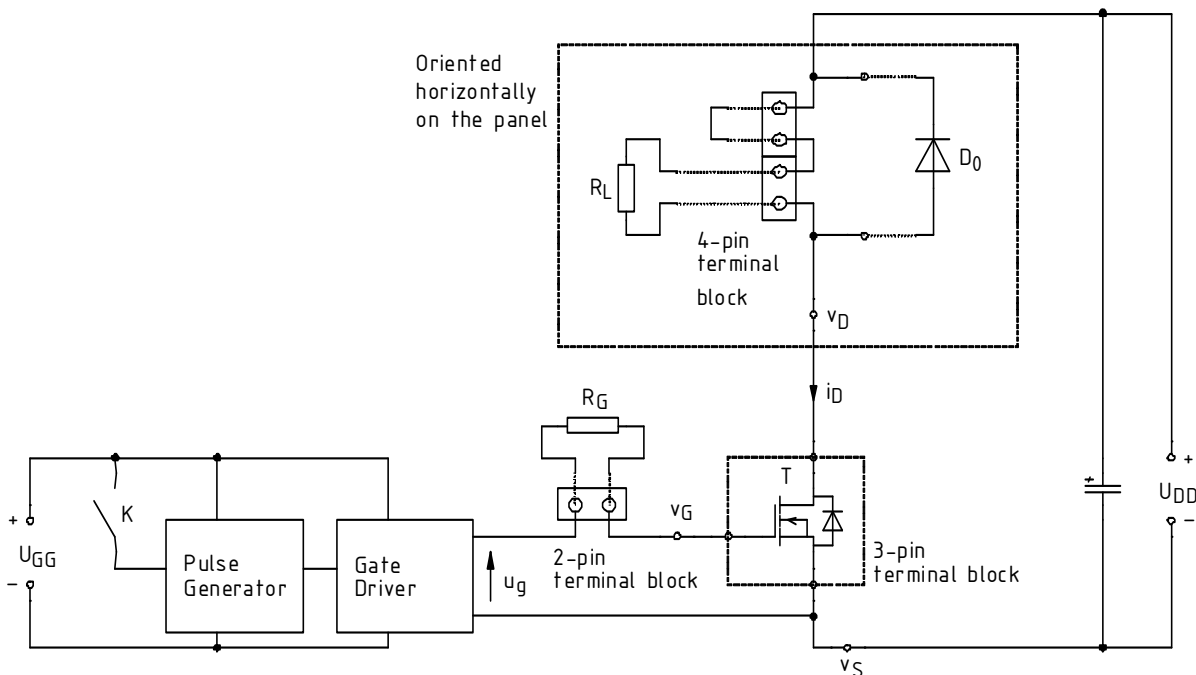 Oriented
horizontally
on the panel
RL
D0
4-pin
terminal
block
vD
iD
RG
T
K
+
UGG
-
Pulse
Generator
Gate
Driver
ug
2-pin
terminal block
vG
3-pin
terminal block
+
+
UDD
-
vS